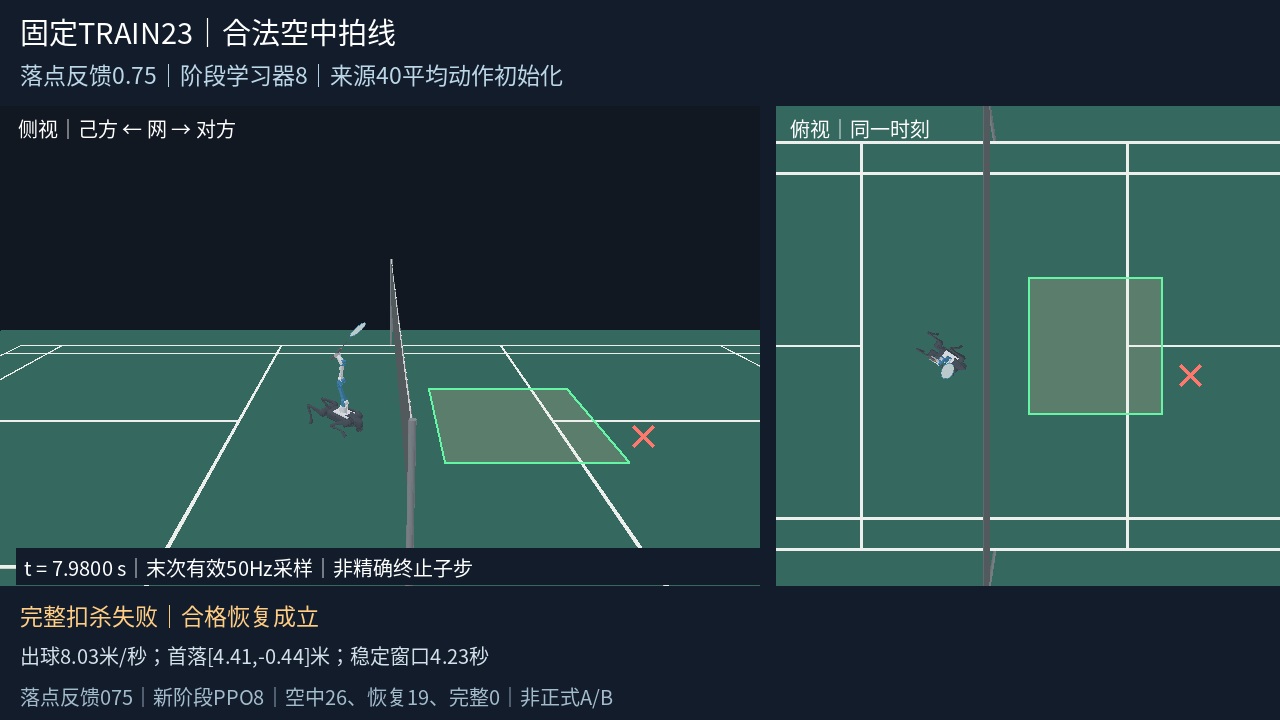 固定TRAIN23｜合法空中拍线
落点反馈0.75｜阶段学习器8｜来源40平均动作初始化
侧视｜己方 ← 网 → 对方
俯视｜同一时刻
t = 7.9800 s｜末次有效50Hz采样｜非精确终止子步
完整扣杀失败｜合格恢复成立
出球8.03米/秒；首落[4.41,-0.44]米；稳定窗口4.23秒
落点反馈075｜新阶段PPO8｜空中26、恢复19、完整0｜非正式A/B